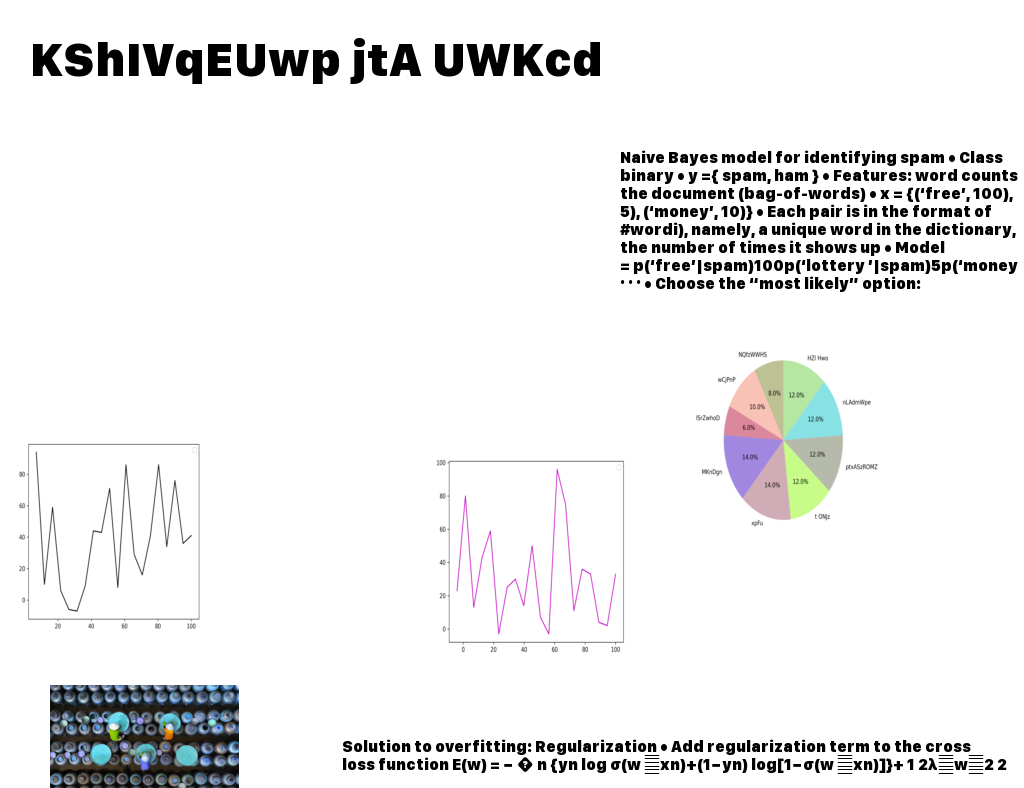 KShIVqEUwp jtA UWKcd
Naive Bayes model for identifying spam • Class
binary • y ={ spam, ham } • Features: word counts
the document (bag-of-words) • x = {(‘free’, 100),
5), (‘money’, 10)} • Each pair is in the format of
#wordi), namely, a unique word in the dictionary,
the number of times it shows up • Model
= p(‘free’|spam)100p(‘lottery ’|spam)5p(‘money
· · · • Choose the “most likely” option:
NQfzWWHS
HZl Hwo
wCjPnP
nLAdmWpe
ISrZwhoD
ptxASzROMZ
MKnDgn
xpfu
t ONJz
8.0%
12.0%
10.0%
12.0%
6.0%
12.0%
14.0%
14.0%
12.0%
80
60
40
20
0
20 40 60 80 100
100
80
60
40
20
0
0 20 40 60 80 100
Solution to overfitting: Regularization • Add regularization term to the cross
loss function E(w) = − � n {yn log σ(w xn)+(1−yn) log[1−σ(w xn)]}+ 1 2λ w 2 2